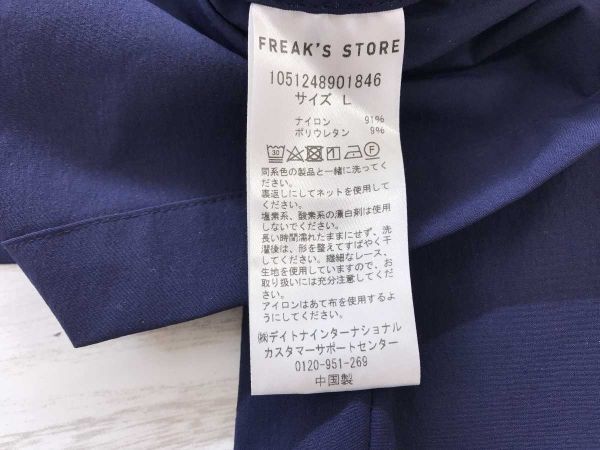 FREAK'S STORE
1051248901846
サイズ L
ナイロン 91%
ポリウレタン 9%
30 F
同系色の製品と一緒に洗ってく
ださい。
裏返しにしてネットを使用して
ください。
塩素系、酸素系の漂白剤は使用
しないでください。
長い時間濡れたままにせず、洗
濯後は、形を整えてすばやく干
してください。繊細なレース、
生地を使用していますので、お
取り扱いには充分注意してくだ
さい。
アイロンはあて布を使用するよ
うにしてください。
㈱デイトナインターナショナル
カスタマーサポートセンター
0120-951-269
中国製